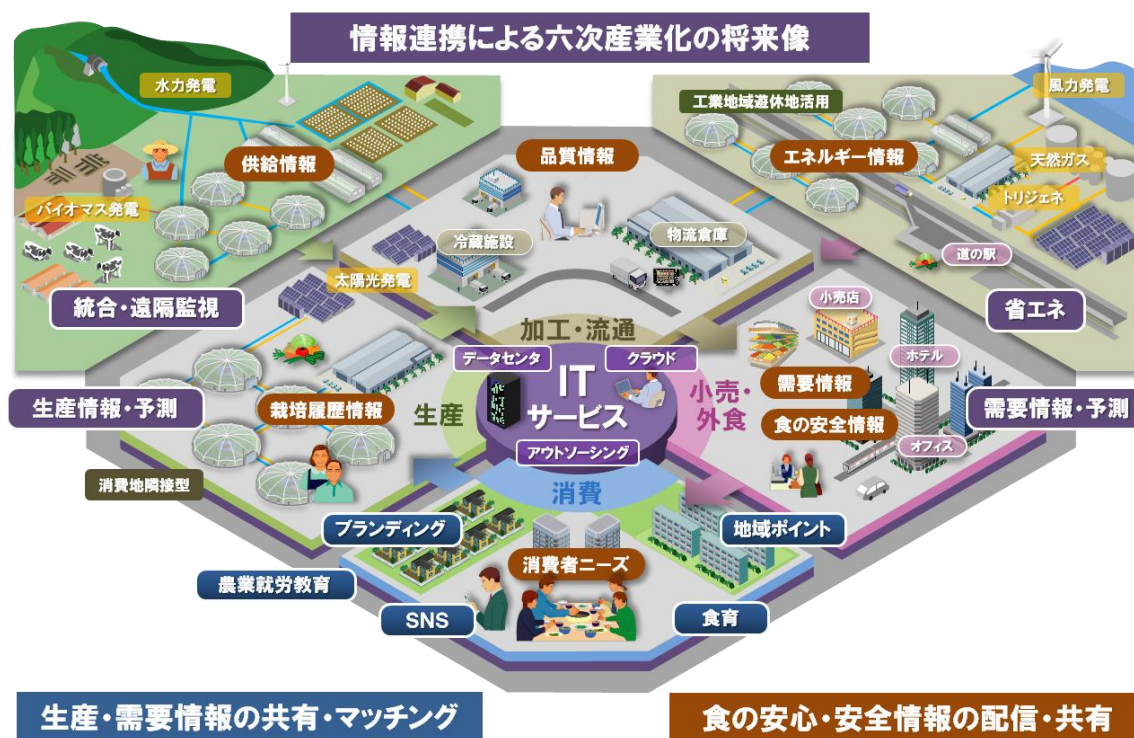 情報連携による六次産業化の将来像
水力発電
風力発電
工業地域遊休地活用
供給情報
品質情報
エネルギー情報
天然ガス
バイオマス発電
トリジェネ
冷蔵施設
物流倉庫
道の駅
太陽光発電
統合・遠隔監視
小売店
省エネ
加工・流通
データセンタ
クラウド
ホテル
IT
サービス
需要情報
生産情報・予測
栽培履歴情報
生産
小売・
外食
食の安全情報
需要情報・予測
オフィス
アウトソーシング
消費地隣接型
消費
ブランディング
地域ポイント
消費者ニーズ
農業就労教育
SNS
食育
生産・需要情報の共有・マッチング
食の安心・安全情報の配信・共有